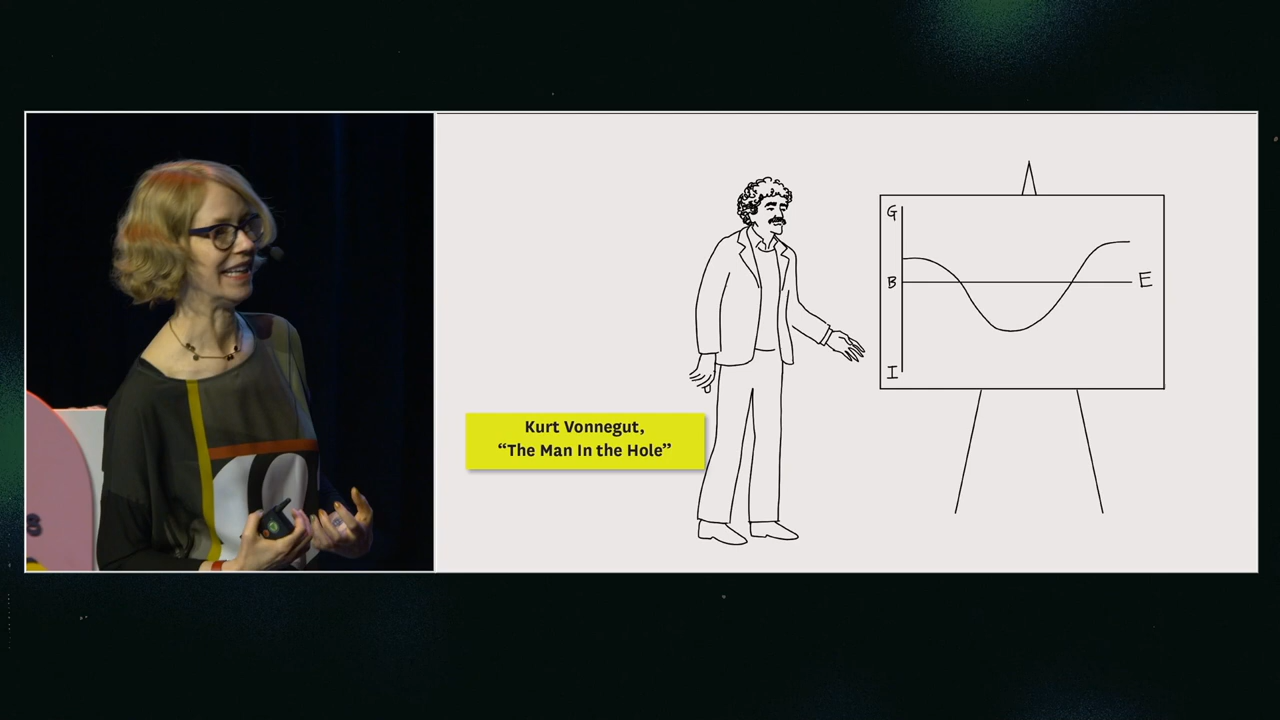 Kurt Vonnegut,
“The Man In the Hole”
G
B
E
I